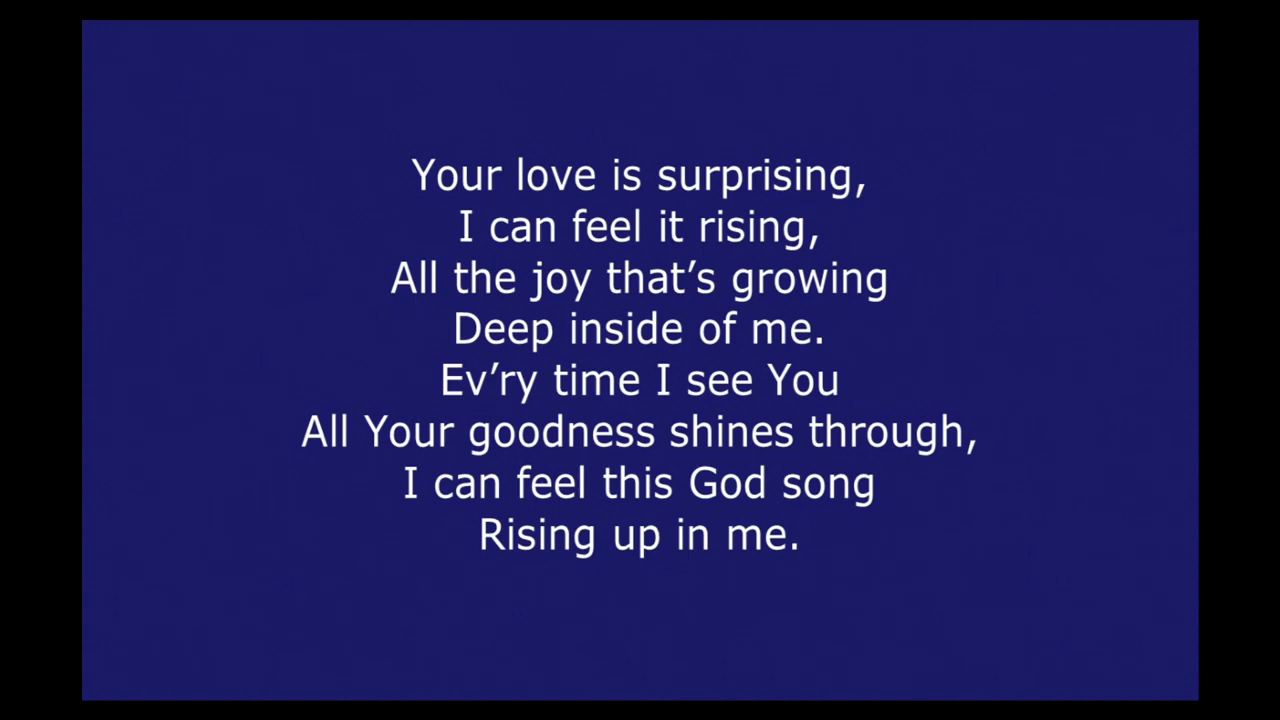 Your love is surprising,
I can feel it rising,
All the joy that’s growing
Deep inside of me.
Ev’ry time I see You
All Your goodness shines through,
I can feel this God song
Rising up in me.